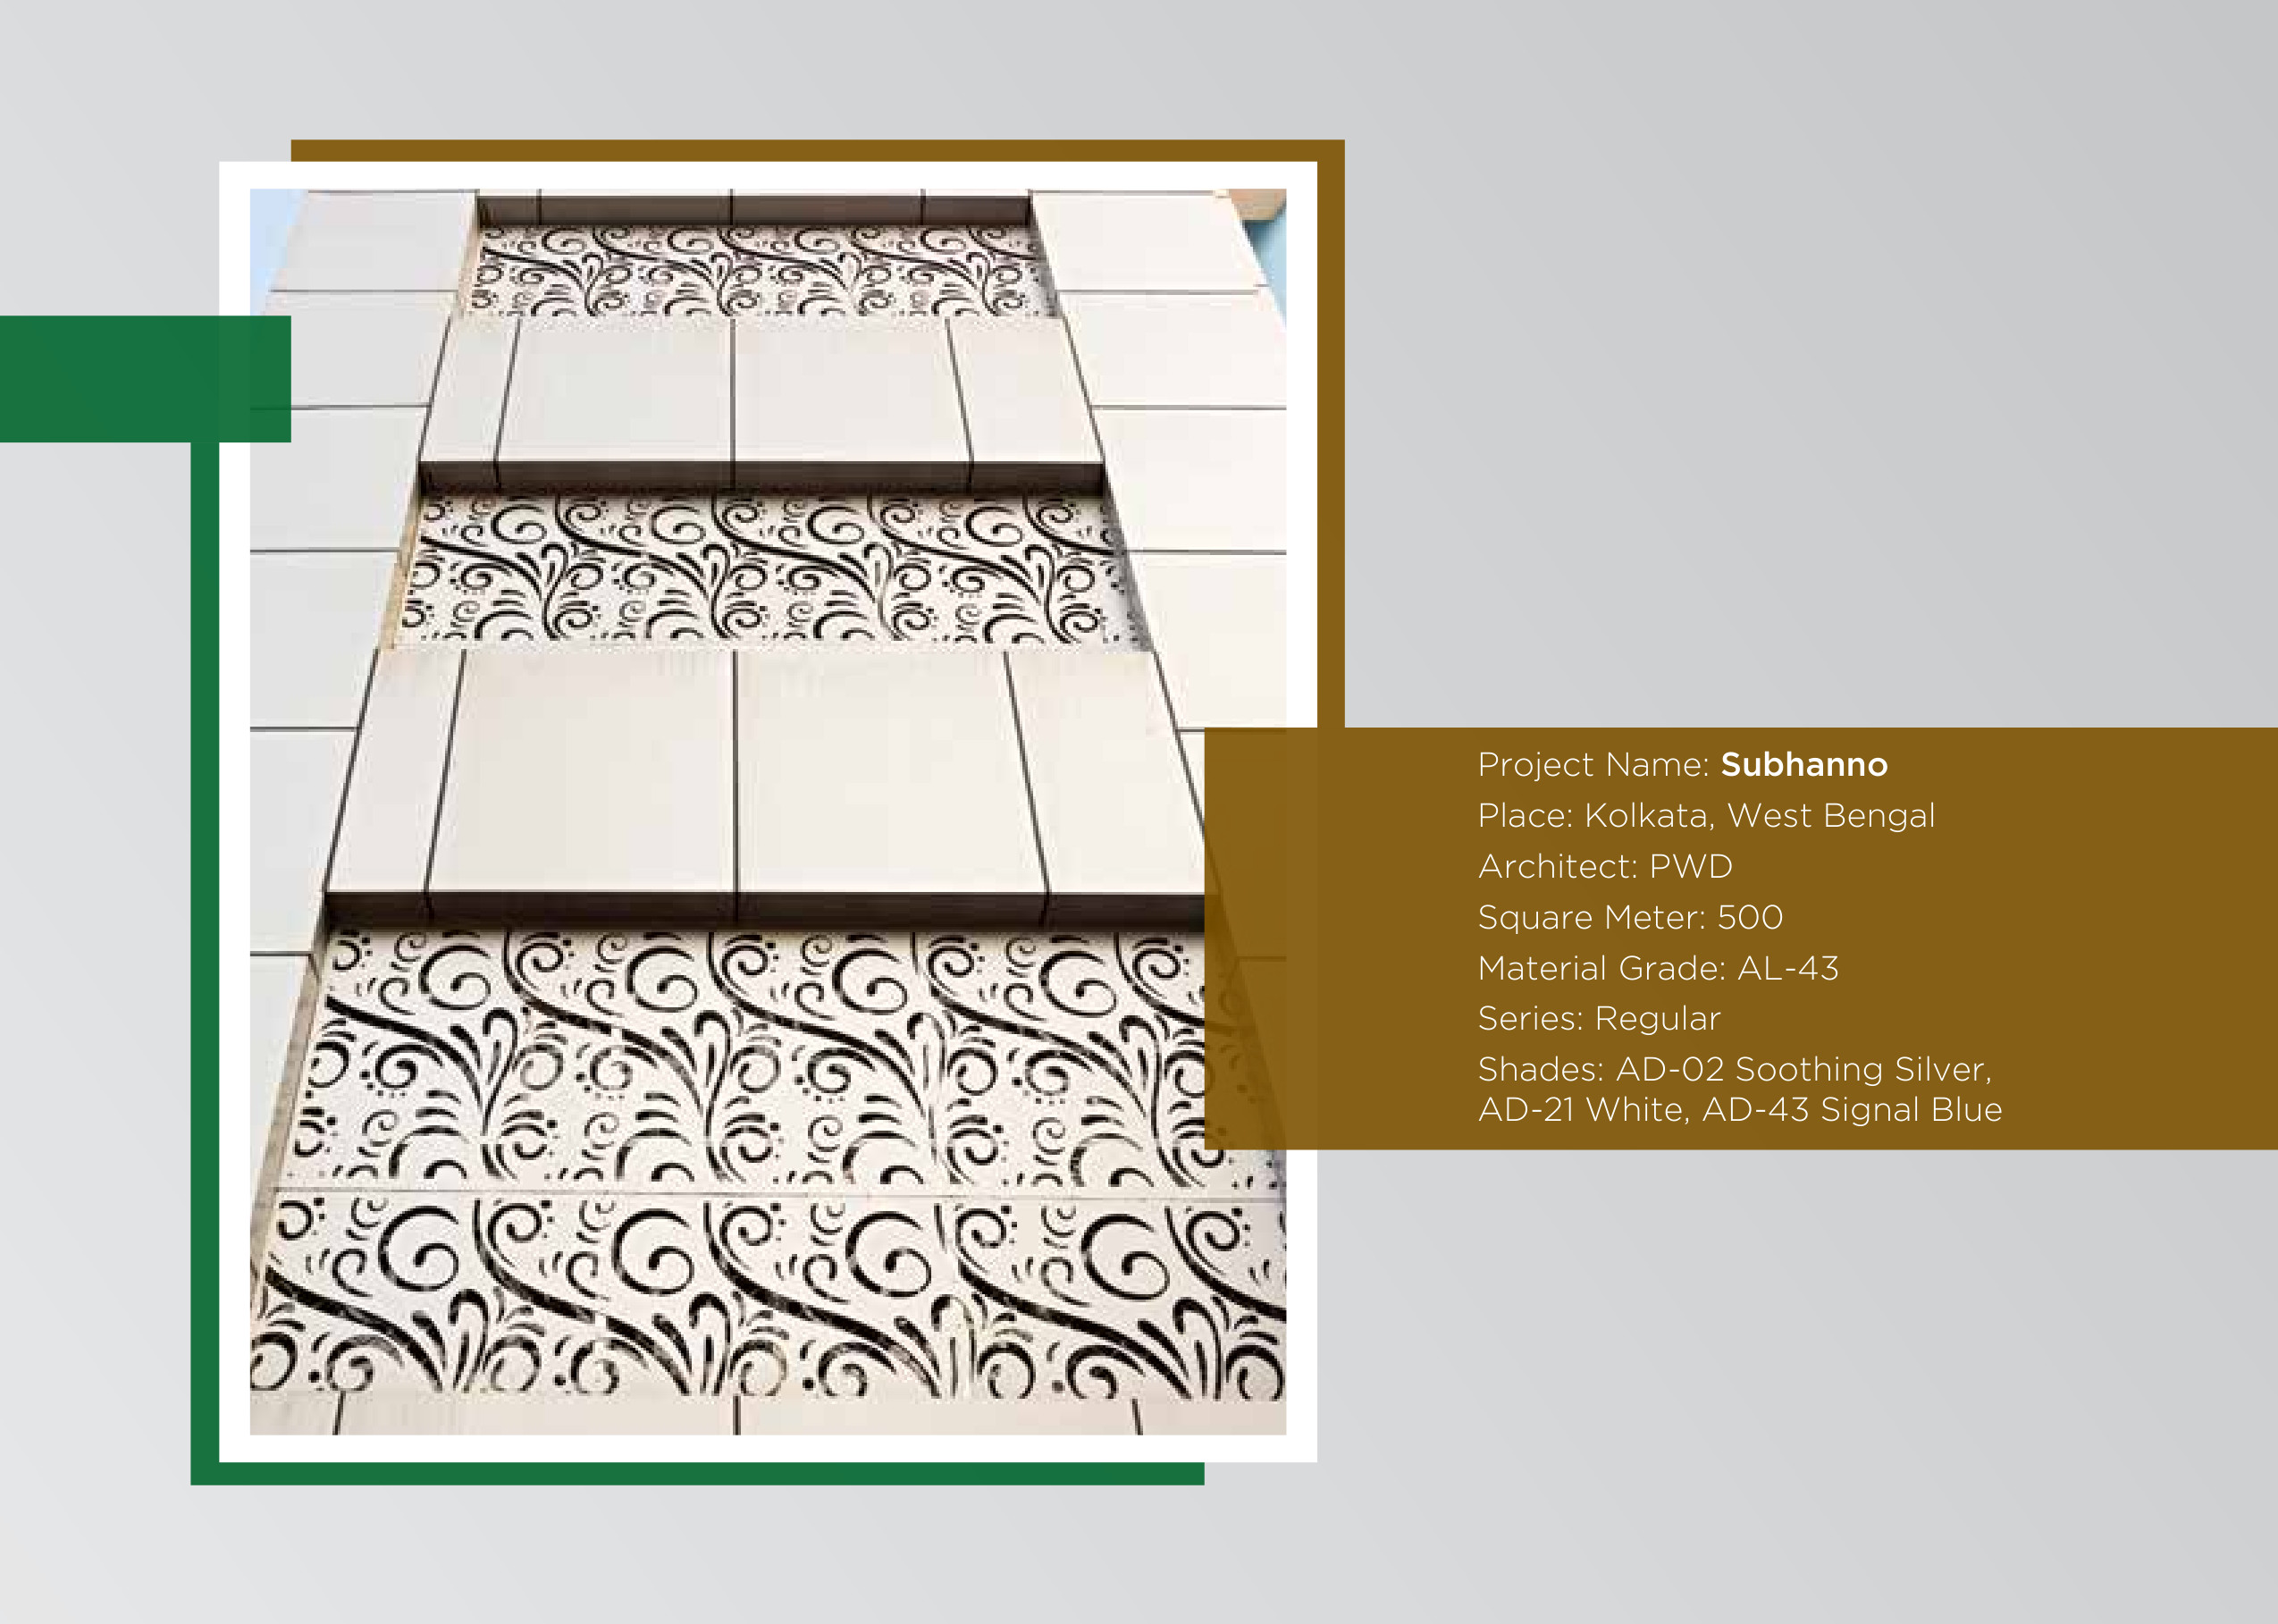 Project Name: Subhanno
Place: Kolkata, West Bengal
Architect: PWD
Square Meter: 500
Material Grade: AL-43
Series: Regular
Shades: AD-02 Soothing Silver,
AD-21 White, AD-43 Signal Blue